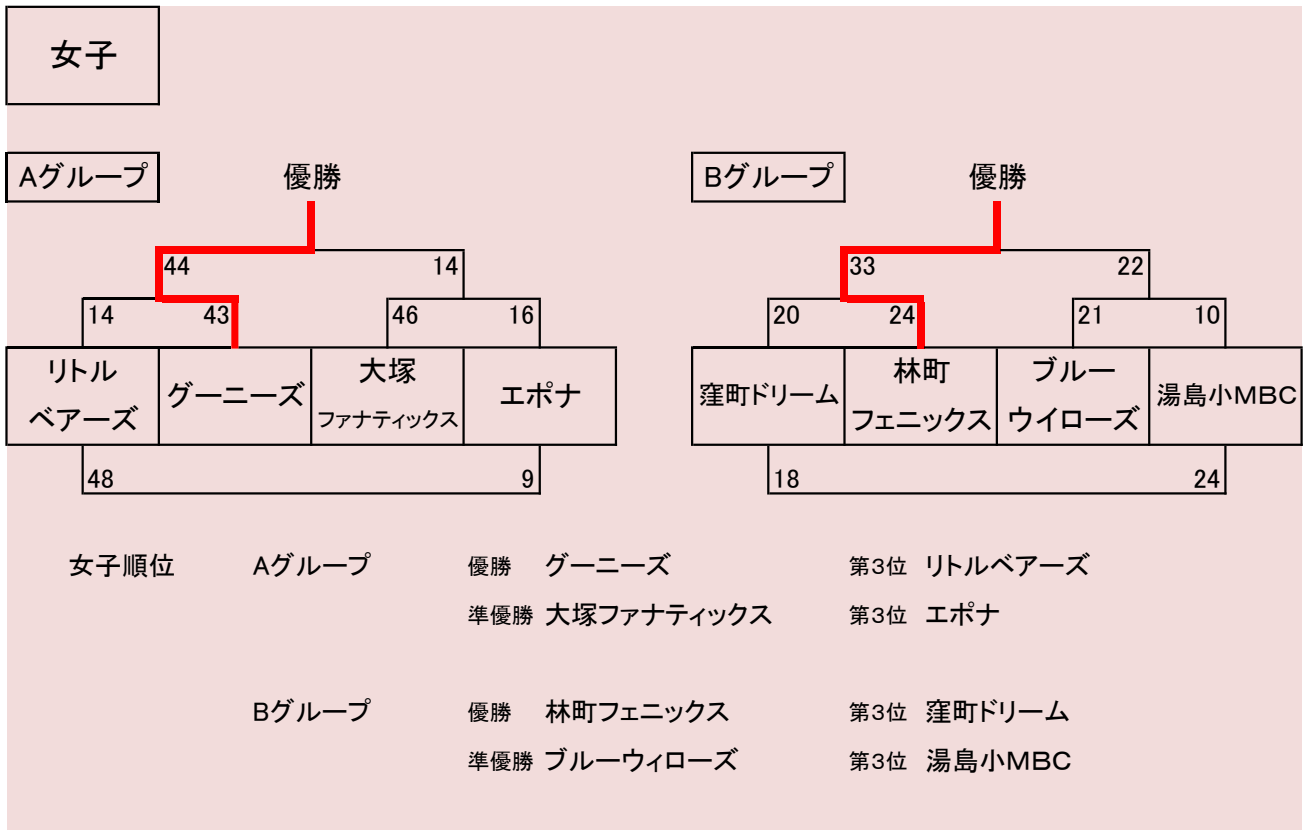 女子
Aグループ 優勝 Bグループ 優勝
44 14 33 22
14 43 46 16 20 24 21 10
リトル 大塚 林町 ブルー
グーニーズ エポナ 窪町ドリーム 湯島小MBC
ベアーズ ファナティックス フェニックス ウイローズ
48 9 18 24
女子順位 Aグループ 優勝 グーニーズ 第3位 リトルベアーズ
準優勝 大塚ファナティックス 第3位 エポナ
Bグループ 優勝 林町フェニックス 第3位 窪町ドリーム
準優勝 ブルーウィローズ 第3位 湯島小MBC